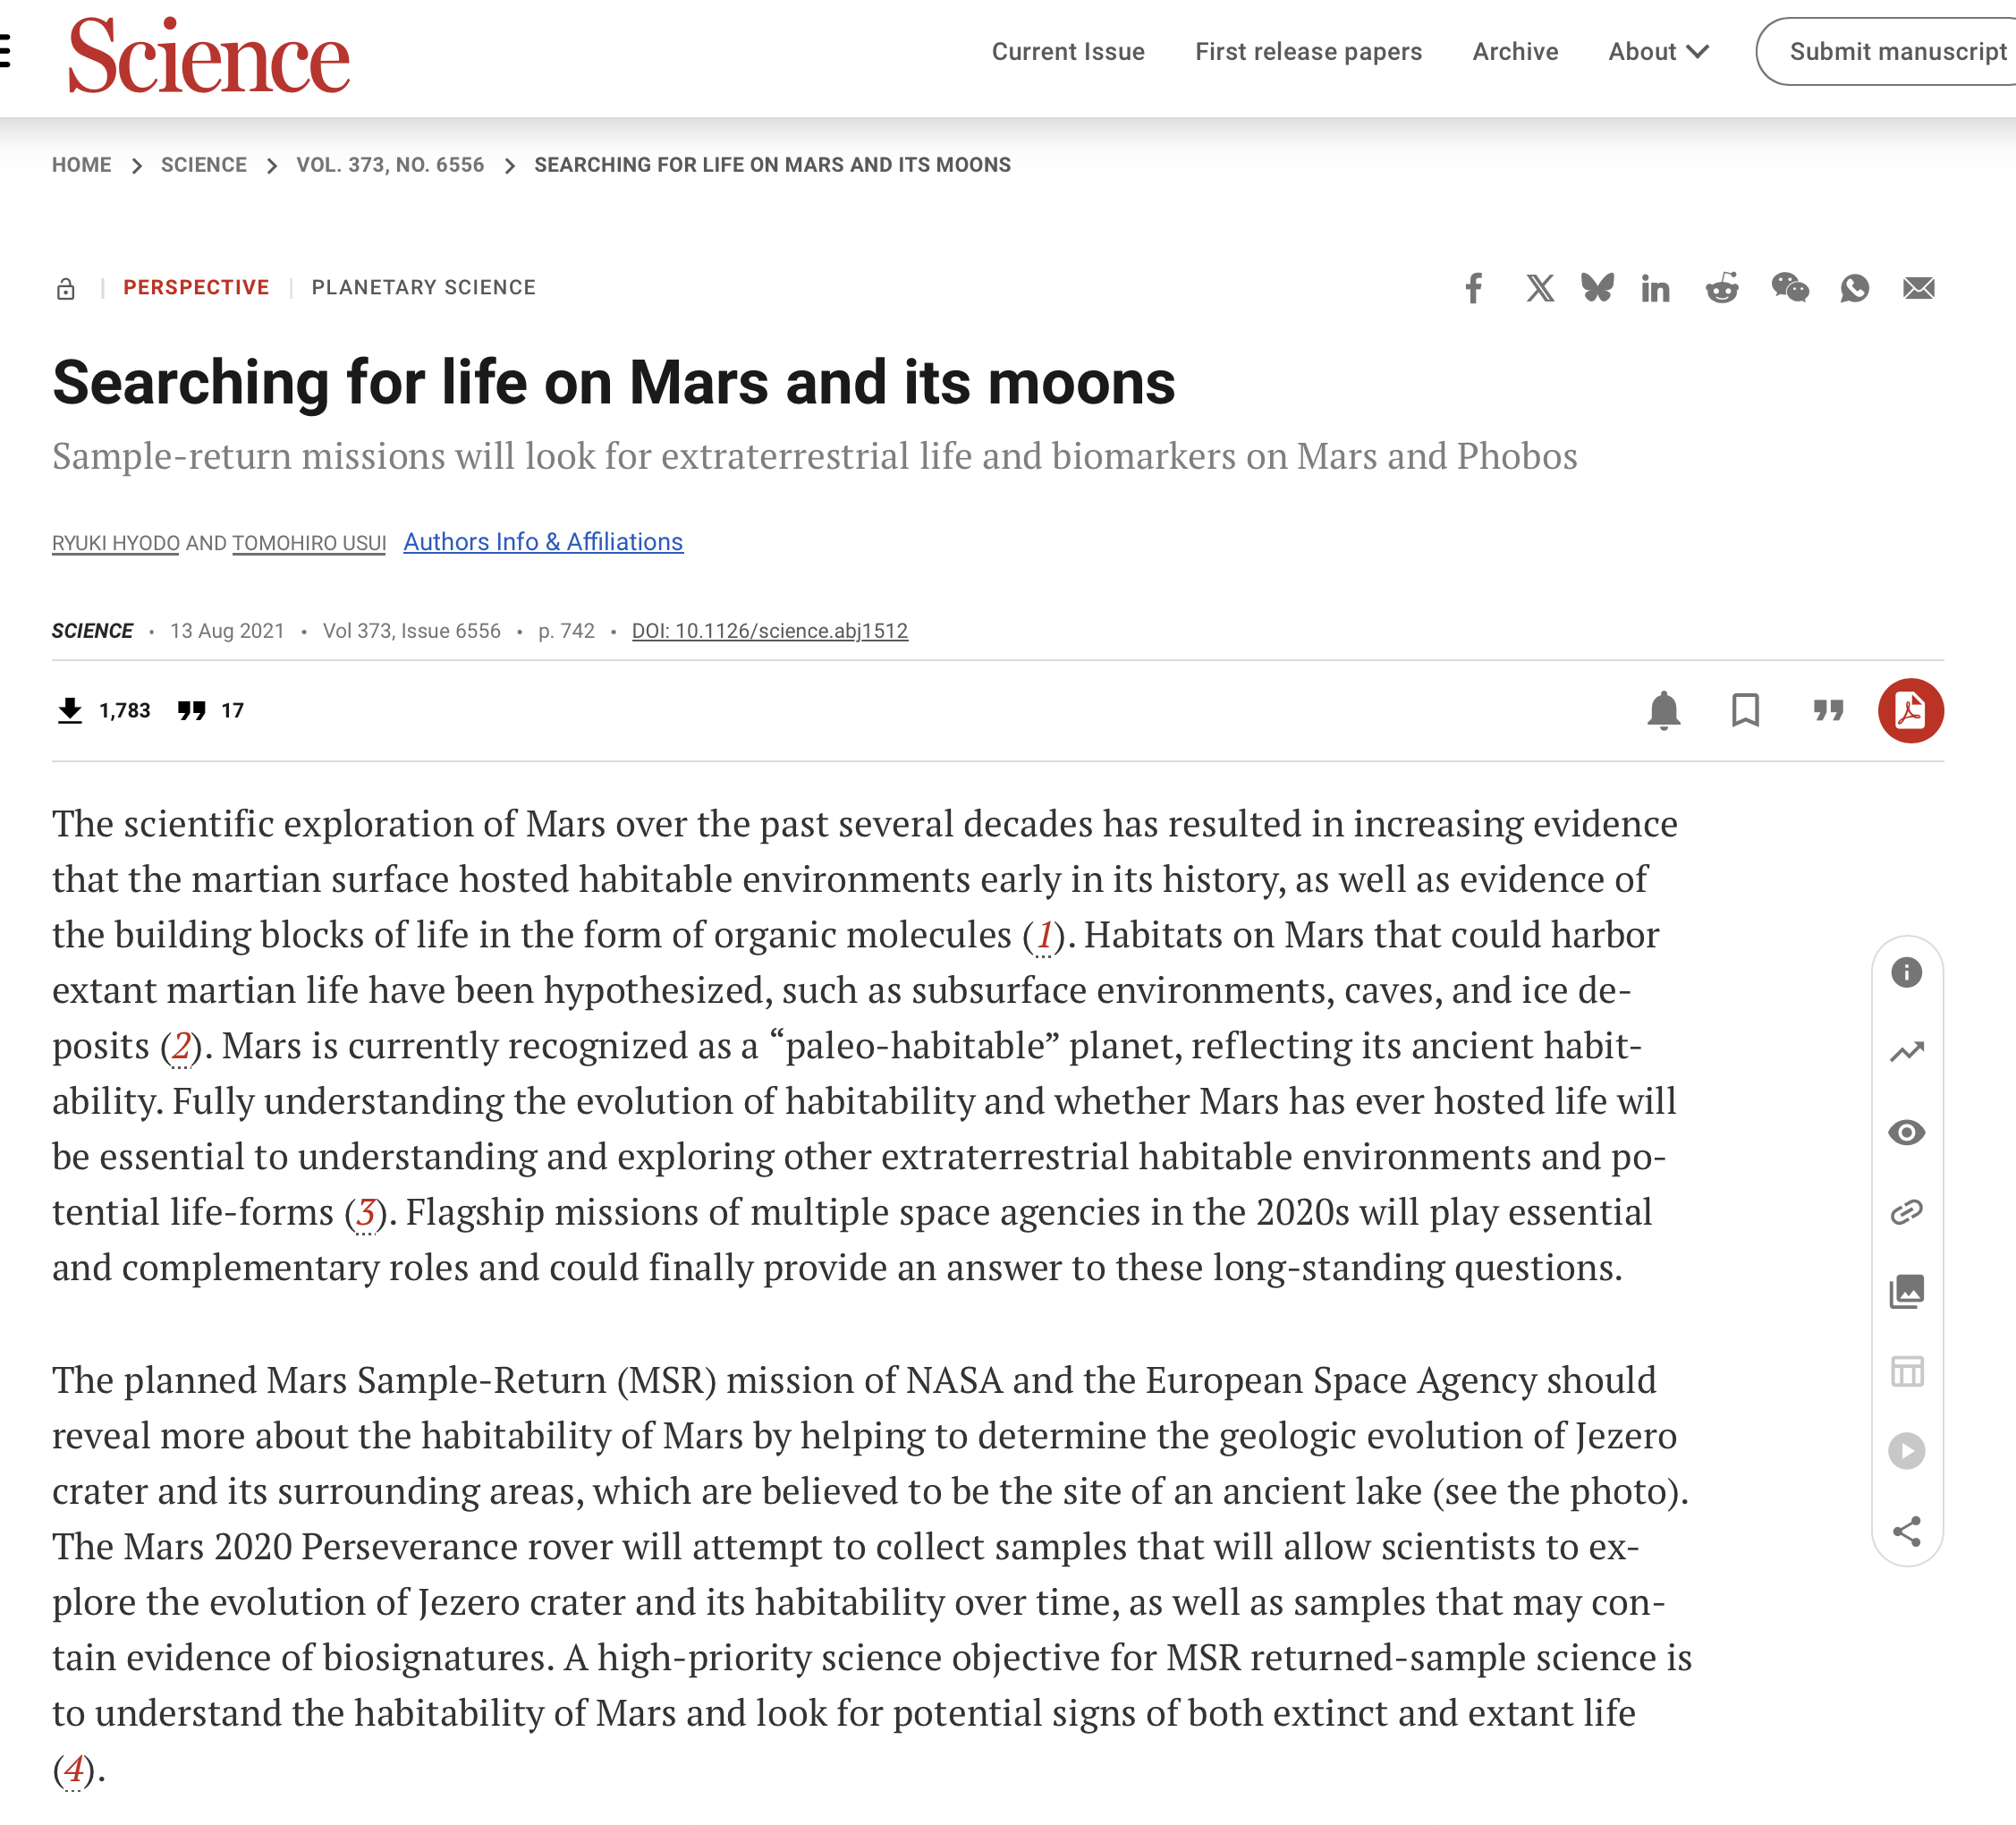 Science
Current Issue First release papers Archive About Submit manuscript
HOME > SCIENCE > VOL. 373, NO. 6556 > SEARCHING FOR LIFE ON MARS AND ITS MOONS
PERSPECTIVE | PLANETARY SCIENCE
Searching for life on Mars and its moons
Sample-return missions will look for extraterrestrial life and biomarkers on Mars and Phobos
RYUKI HYODO AND TOMOHIRO USUI Authors Info & Affiliations
SCIENCE • 13 Aug 2021 • Vol 373, Issue 6556 • p. 742 • DOI: 10.1126/science.abj1512
1,783 17
The scientific exploration of Mars over the past several decades has resulted in increasing evidence
that the martian surface hosted habitable environments early in its history, as well as evidence of
the building blocks of life in the form of organic molecules (1). Habitats on Mars that could harbor
extant martian life have been hypothesized, such as subsurface environments, caves, and ice de-
posits (2). Mars is currently recognized as a “paleo-habitable” planet, reflecting its ancient habit-
ability. Fully understanding the evolution of habitability and whether Mars has ever hosted life will
be essential to understanding and exploring other extraterrestrial habitable environments and po-
tential life-forms (3). Flagship missions of multiple space agencies in the 2020s will play essential
and complementary roles and could finally provide an answer to these long-standing questions.
The planned Mars Sample-Return (MSR) mission of NASA and the European Space Agency should
reveal more about the habitability of Mars by helping to determine the geologic evolution of Jezero
crater and its surrounding areas, which are believed to be the site of an ancient lake (see the photo).
The Mars 2020 Perseverance rover will attempt to collect samples that will allow scientists to ex-
plore the evolution of Jezero crater and its habitability over time, as well as samples that may con-
tain evidence of biosignatures. A high-priority science objective for MSR returned-sample science is
to understand the habitability of Mars and look for potential signs of both extinct and extant life
(4).